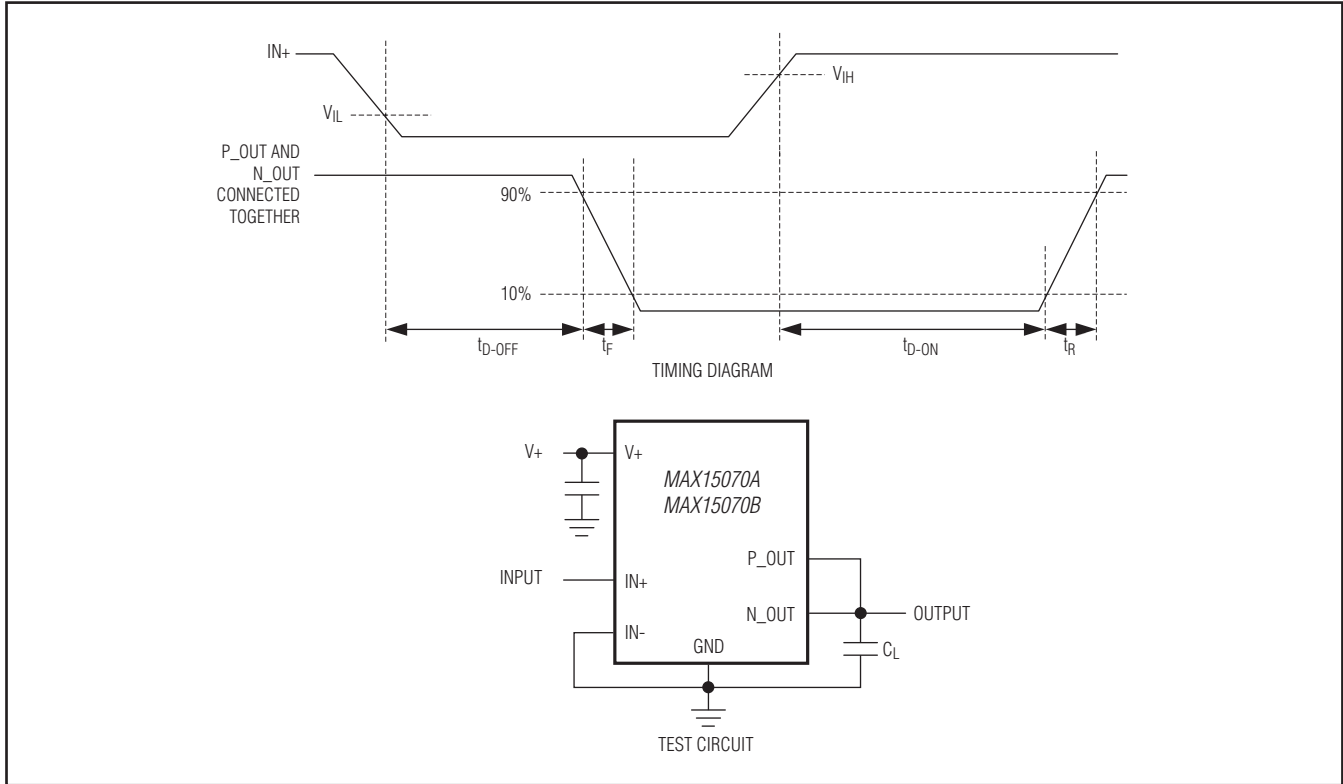 IN+
VIH
VIL
P_OUT AND
N_OUT
CONNECTED
TOGETHER
90%
10%
tD-OFF
tF
tD-ON
tR
TIMING DIAGRAM
V+
V+
MAX15070A
MAX15070B
P_OUT
INPUT
IN+
N_OUT
OUTPUT
IN-
GND
CL
TEST CIRCUIT